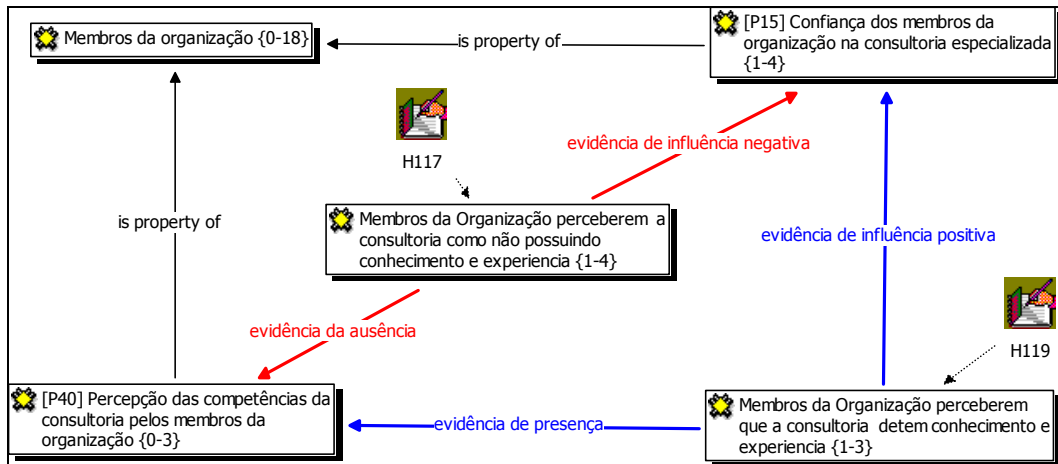 Membros da organização {0-18}
is property of
[P15] Confiança dos membros da
organização na consultoria especializada
{1-4}
evidência de influência negativa
H117
Membros da Organização perceberem a
consultoria como não possuindo
conhecimento e experiencia {1-4}
is property of
evidência de influência positiva
evidência da ausência
H119
[P40] Percepção das competências da
consultoria pelos membros da
organização {0-3}
evidência de presença
Membros da Organização perceberem
que a consultoria detem conhecimento e
experiencia {1-3}